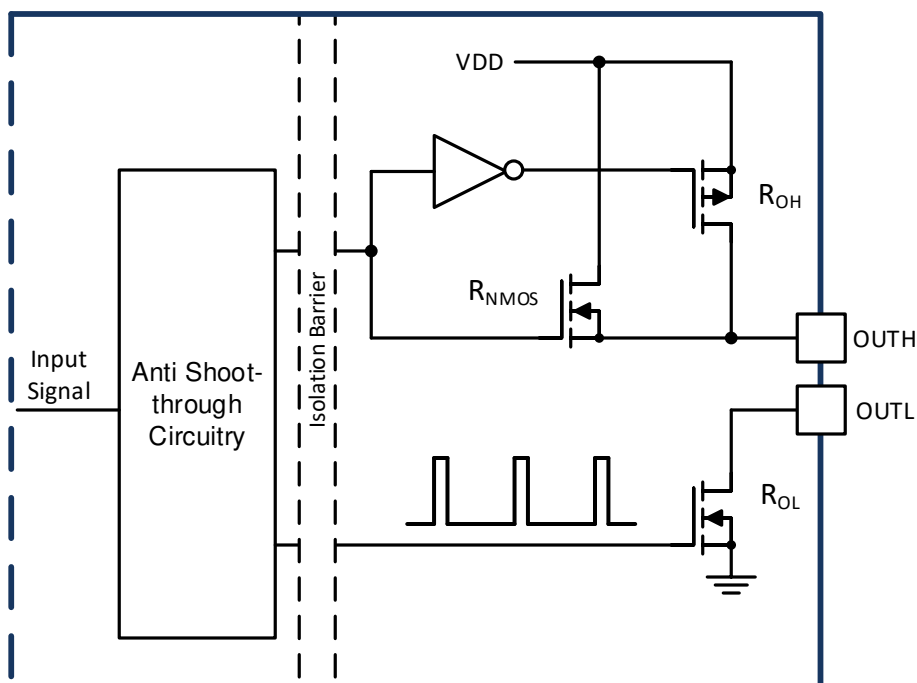 VDD
R_OH
R_NMOS
OUTH
Input
Signal
Anti Shoot-
through
Circuitry
Isolation Barrier
OUTL
R_OL